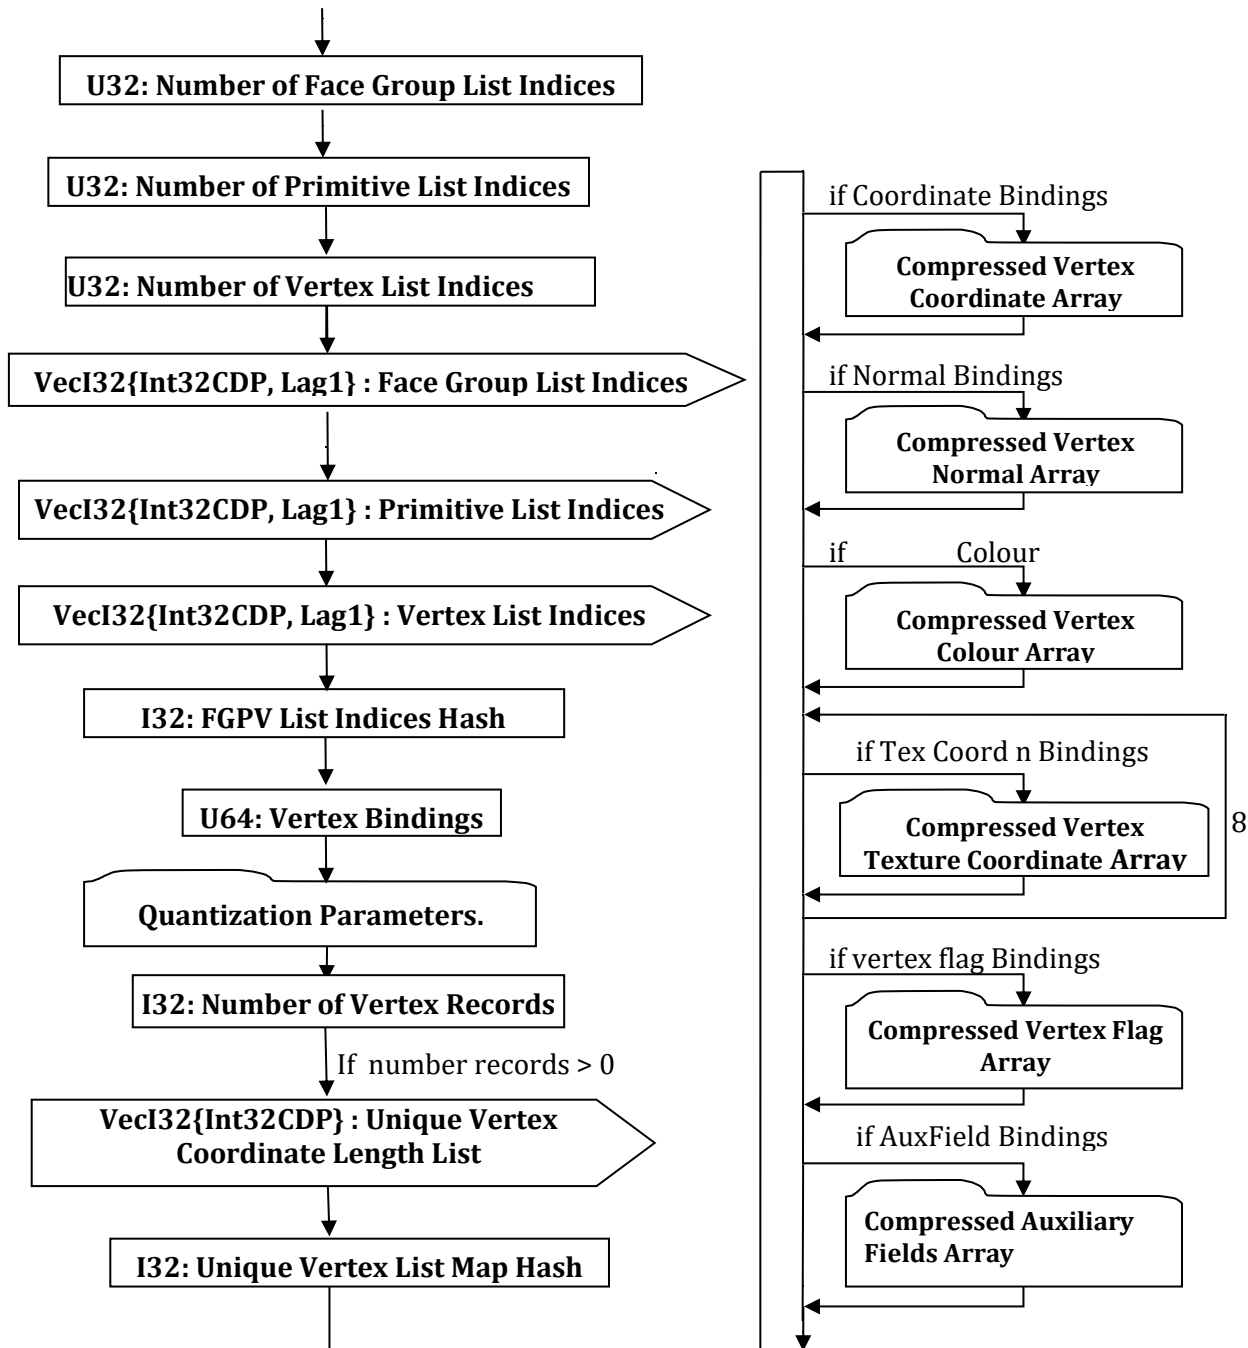 U32: Number of Face Group List Indices
U32: Number of Primitive List Indices
U32: Number of Vertex List Indices
VecI32{Int32CDP, Lag1} : Face Group List Indices
VecI32{Int32CDP, Lag1} : Primitive List Indices
VecI32{Int32CDP, Lag1} : Vertex List Indices
I32: FGPV List Indices Hash
U64: Vertex Bindings
Quantization Parameters.
I32: Number of Vertex Records
If number records > 0
VecI32{Int32CDP} : Unique Vertex
Coordinate Length List
I32: Unique Vertex List Map Hash
if Coordinate Bindings
Compressed Vertex
Coordinate Array
if Normal Bindings
Compressed Vertex
Normal Array
if Colour
Compressed Vertex
Colour Array
if Tex Coord n Bindings
Compressed Vertex
Texture Coordinate Array
8
if vertex flag Bindings
Compressed Vertex Flag
Array
if AuxField Bindings
Compressed Auxiliary
Fields Array